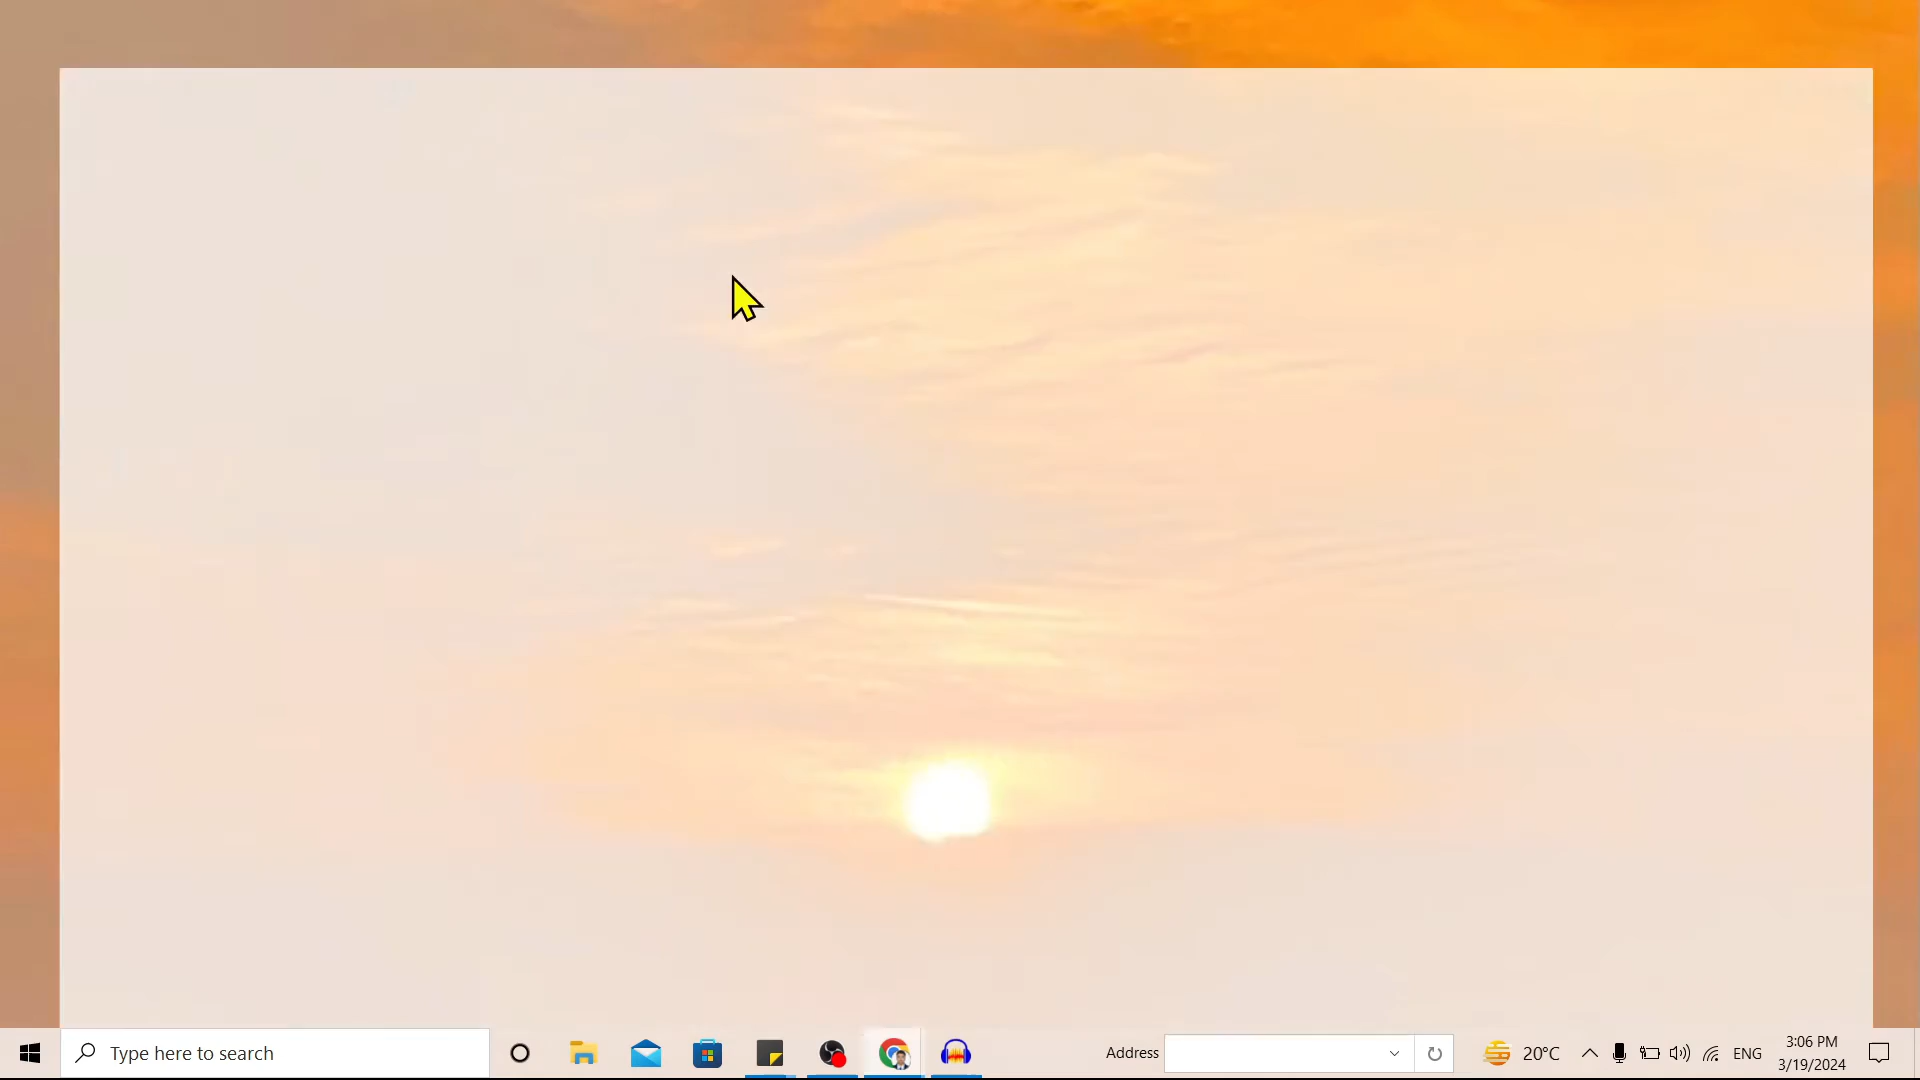 Type here to search
Address
20°C
ENG
3:06 PM
3/19/2024